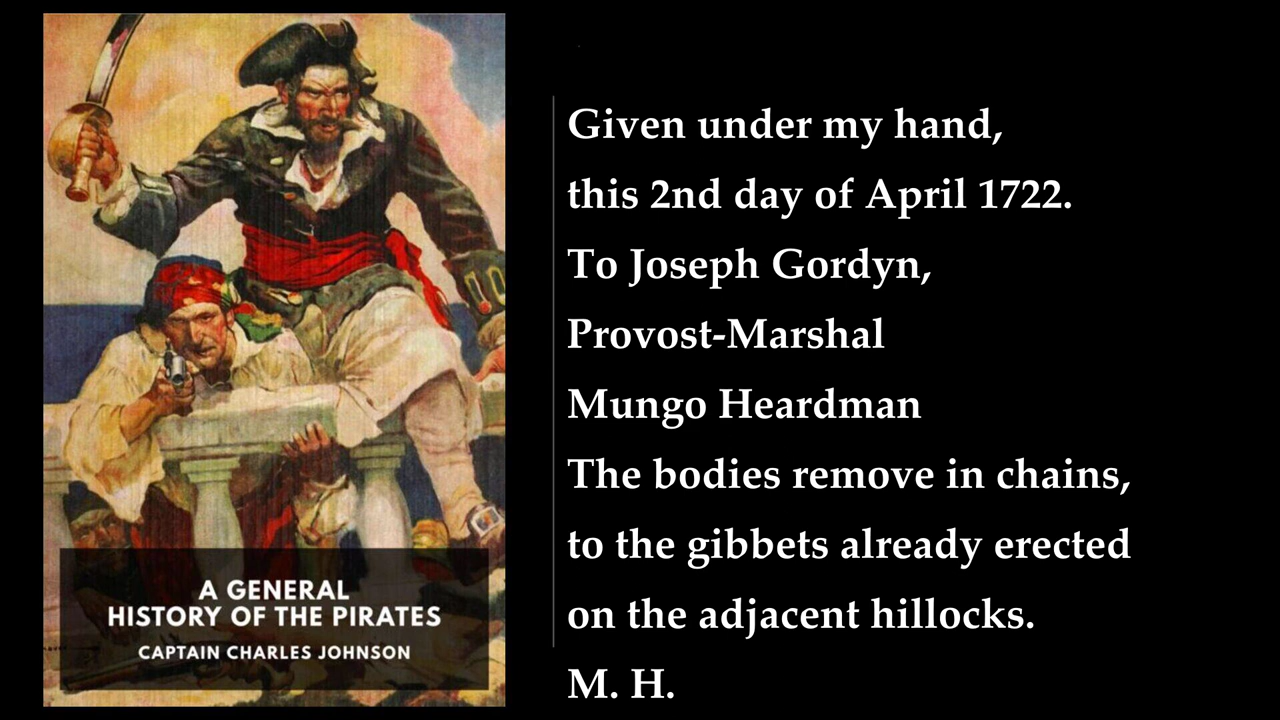 A GENERAL
HISTORY OF THE PIRATES
CAPTAIN CHARLES JOHNSON
Given under my hand,
this 2nd day of April 1722.
To Joseph Gordyn,
Provost-Marshal
Mungo Heardman
The bodies remove in chains,
to the gibbets already erected
on the adjacent hillocks.
M. H.